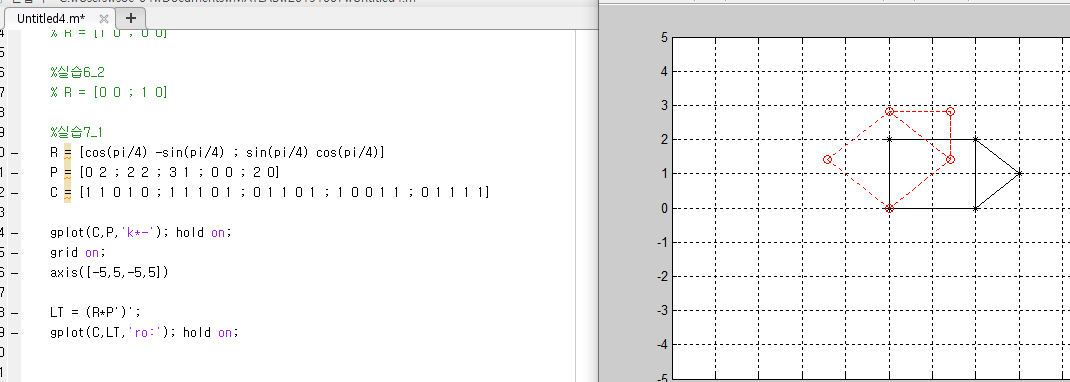 Untitled4.m* × +
% R = [1 0 ; 0 0]
%실습6_2
% R = [0 0 ; 1 0]
%실습7_1
R = [cos(pi/4) -sin(pi/4) ; sin(pi/4) cos(pi/4)]
P = [0 2 ; 2 2 ; 3 1 ; 0 0 ; 2 0]
C = [1 1 0 1 0 ; 1 1 1 0 1 ; 0 1 1 0 1 ; 1 0 0 1 1 ; 0 1 1 1 1]
gplot(C,P,'k*-'); hold on;
grid on;
axis([-5,5,-5,5])
LT = (R*P')';
gplot(C,LT,'ro:'); hold on;
4
5
6
7
8
9
0
1
2
3
4
5
6
7
8
9
0
1
5
4
3
2
1
0
-1
-2
-3
-4
-5